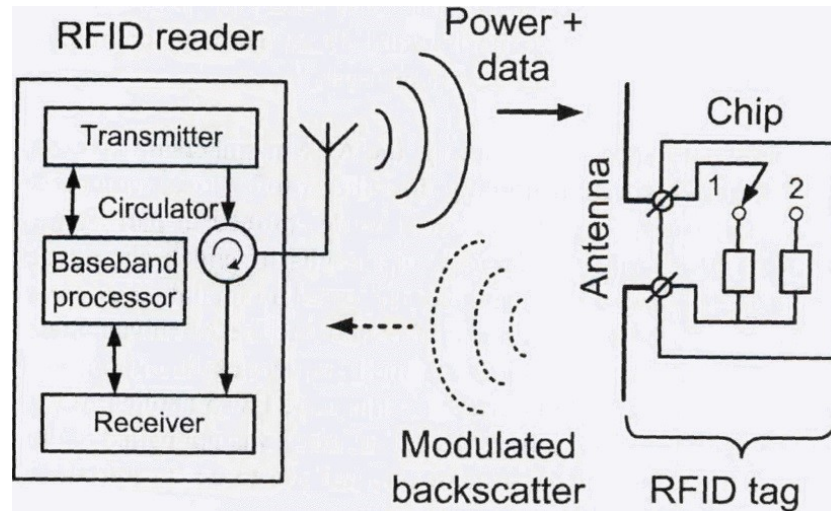 RFID reader
Transmitter
Circulator
Baseband
processor
Receiver
Power +
data
Modulated
backscatter
Antenna
Chip
1
2
RFID tag